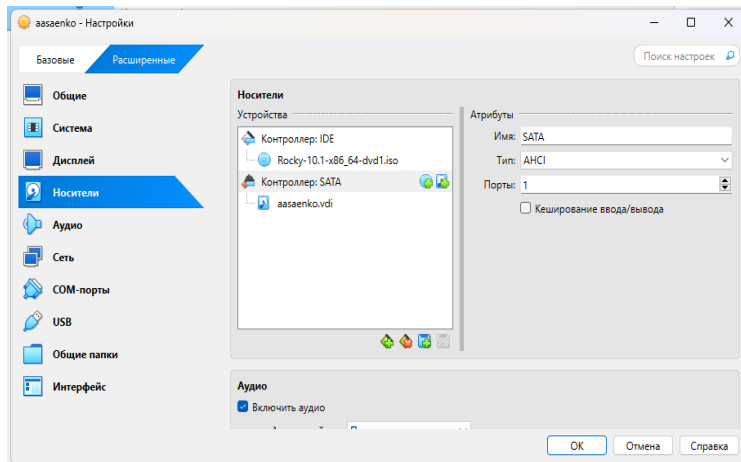 aasaenko - Настройки
Базовые
Расширенные
Поиск настроек
Общие
Система
Дисплей
Носители
Аудио
Сеть
COM-порты
USB
Общие папки
Интерфейс
Носители
Устройства
Контроллер: IDE
Rocky-10.1-x86_64-dvd1.iso
Контроллер: SATA
aasaenko.vdi
Атрибуты
Имя: SATA
Тип: AHCI
Порты: 1
Кеширование ввода/вывода
Аудио
Включить аудио
OK
Отмена
Справка